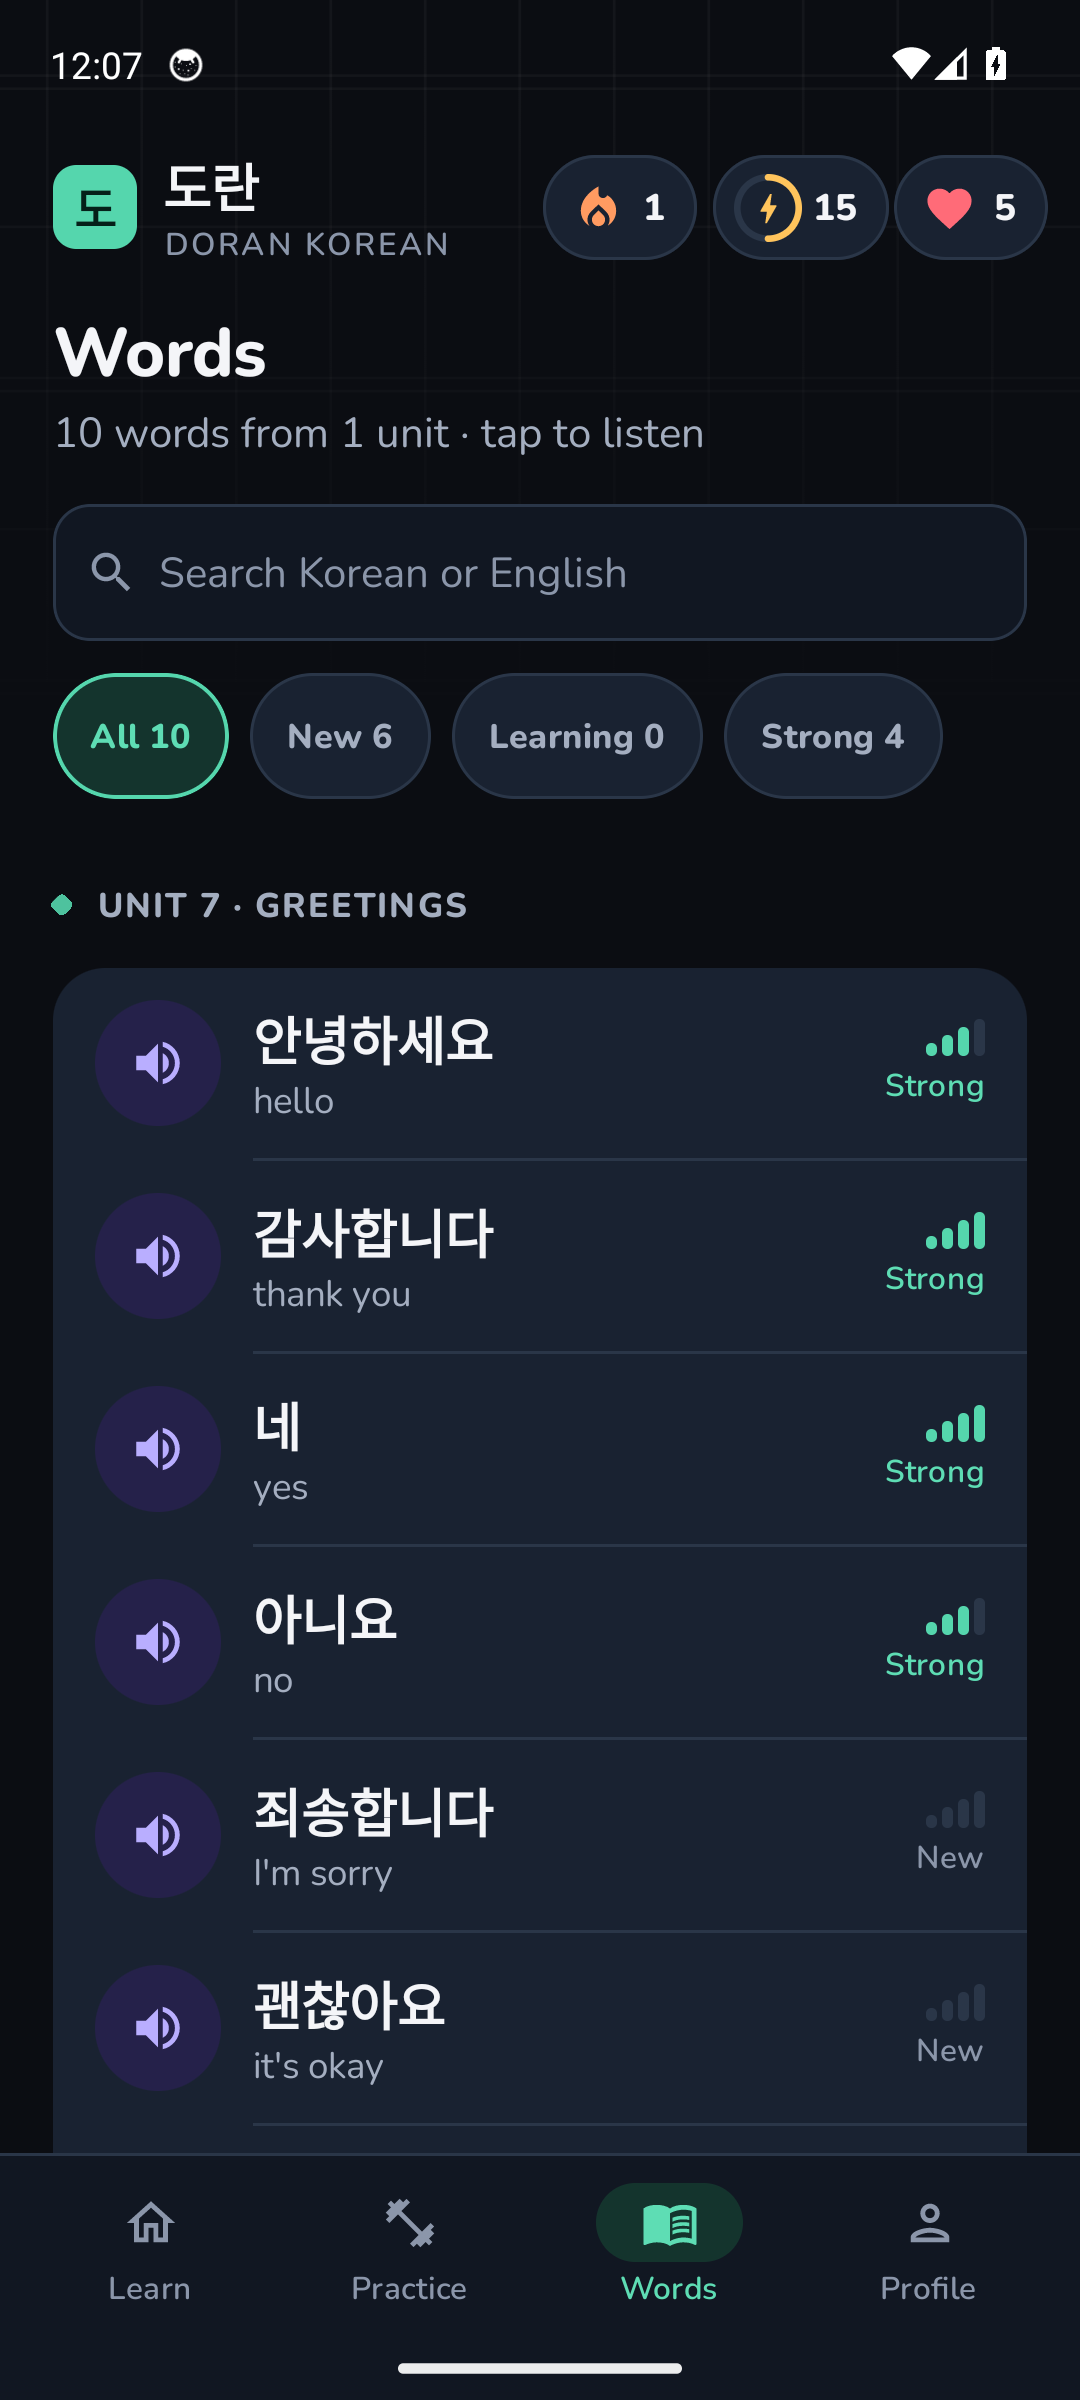 12:07
도
도란
DORAN KOREAN
1
15
5
Words
10 words from 1 unit · tap to listen
Search Korean or English
All 10
New 6
Learning 0
Strong 4
UNIT 7 · GREETINGS
안녕하세요
hello
Strong
감사합니다
thank you
Strong
네
yes
Strong
아니요
no
Strong
죄송합니다
I'm sorry
New
괜찮아요
it's okay
New
Learn
Practice
Words
Profile